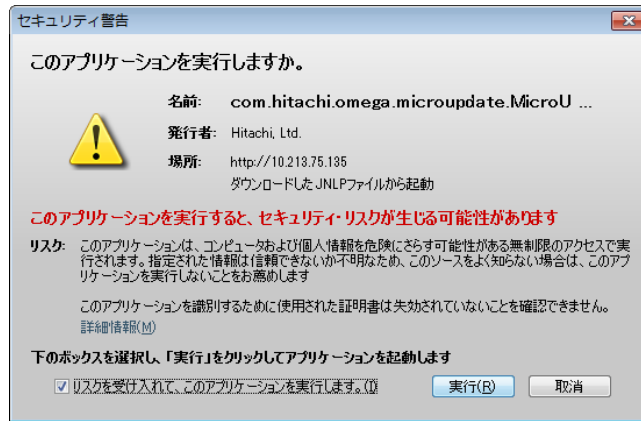 セキュリティ警告
このアプリケーションを実行しますか。
名前: com.hitachi.omega.microupdate.MicroU ...
発行者: Hitachi, Ltd.
場所: http://10.213.75.135
ダウンロードしたJNLPファイルから起動
このアプリケーションを実行すると、セキュリティ・リスクが生じる可能性があります
リスク: このアプリケーションは、コンピュータおよび個人情報を危険にさらす可能性がある無制限のアクセスで実
行されます。指定された情報は信頼できないか不明なため、このソースをよく知らない場合は、このアプ
リケーションを実行しないことをお薦めします
このアプリケーションを識別するために使用された証明書は失効されていないことを確認できません。
詳細情報(M)
下のボックスを選択し、「実行」をクリックしてアプリケーションを起動します
リスクを受け入れて、このアプリケーションを実行します。(I) 実行(R) 取消